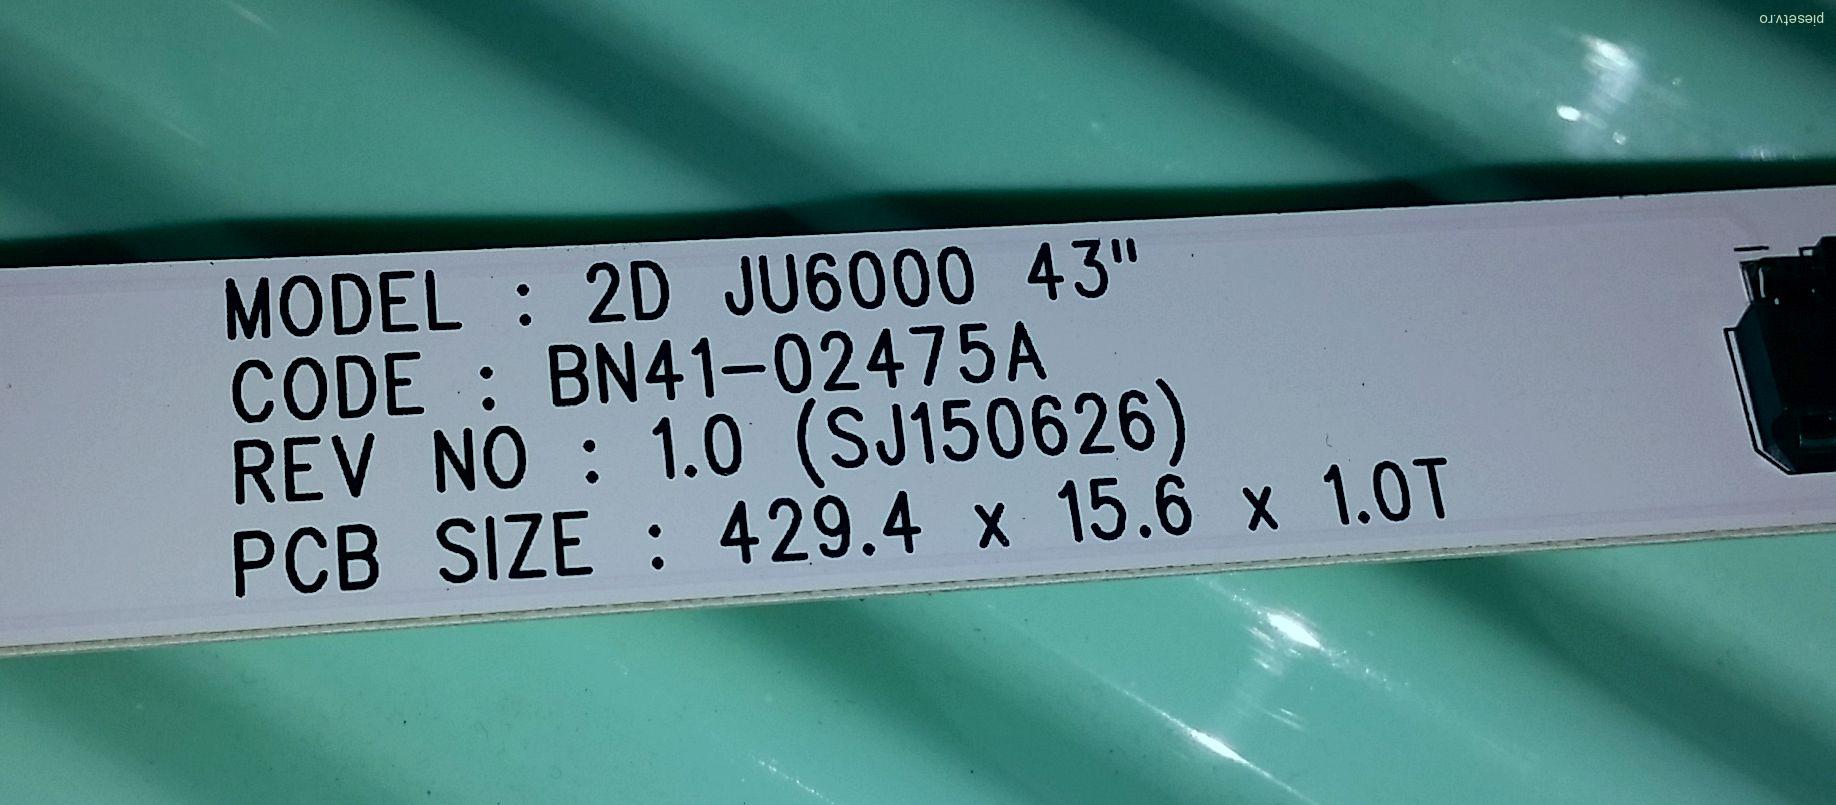 piesetv.ro
MODEL : 2D JU6000 43"
CODE : BN41-02475A
REV NO : 1.0 (SJ150626)
PCB SIZE : 429.4 x 15.6 x 1.0T